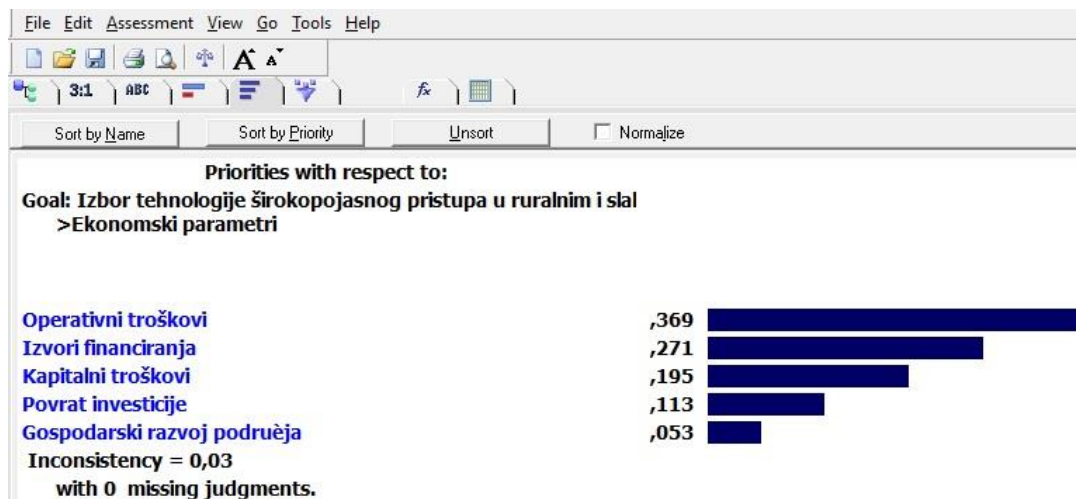 File Edit Assessment View Go Tools Help
A A
3:1 ABC fx
Sort by Name Sort by Priority Unsort Normalize
Priorities with respect to:
Goal: Izbor tehnologije širokopojasnog pristupa u ruralnim i slal
>Ekonomski parametri
Operativni troškovi ,369
Izvori financiranja ,271
Kapitalni troškovi ,195
Povrat investicije ,113
Gospodarski razvoj podruèja ,053
Inconsistency = 0,03
with 0 missing judgments.